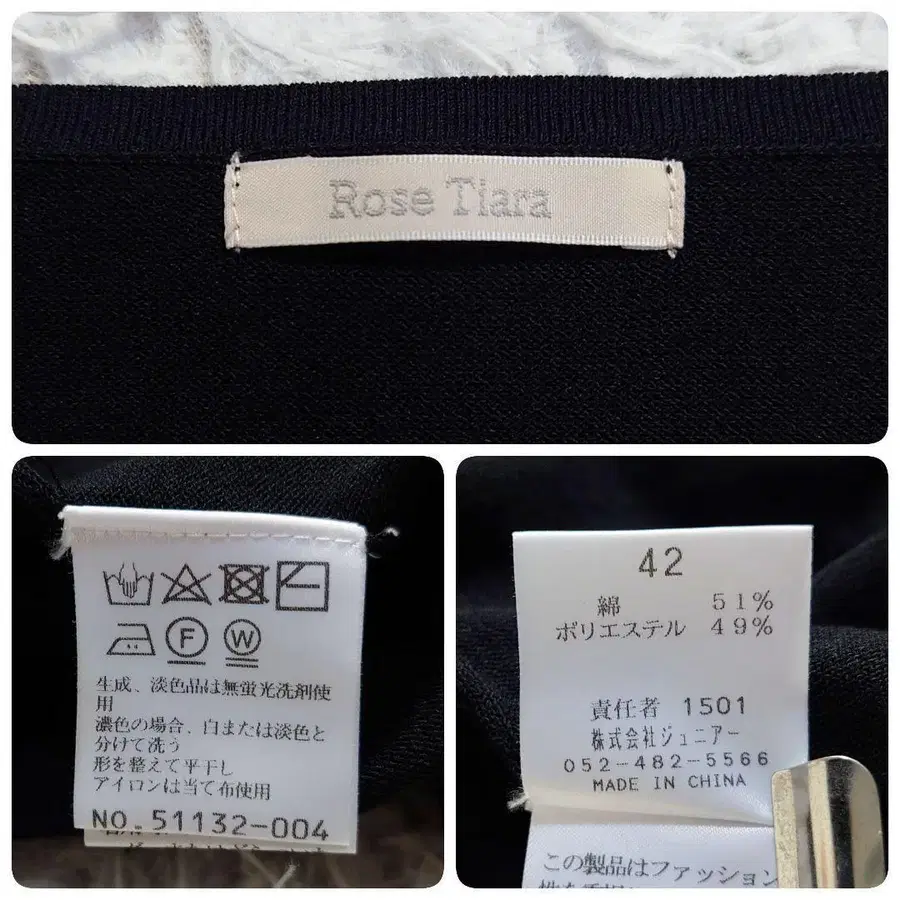 Rose Tiara
F W
生成、淡色品は無蛍光洗剤使
用
濃色の場合、白または淡色と
分けて洗う
形を整えて平干し
アイロンは当て布使用
NO.51132-004
42
綿 51%
ポリエステル 49%
責任者 1501
株式会社ジュニアー
052-482-5566
MADE IN CHINA
この製品はファッション